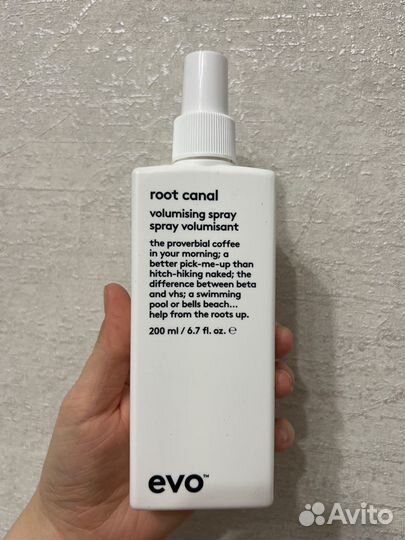 root canal
volumising spray
spray volumisant
the proverbial coffee
in your morning; a
better pick-me-up than
hitch-hiking naked; the
difference between beta
and vhs; a swimming
pool or bells beach...
help from the roots up.
200 ml / 6.7 fl. oz. ℮
evo™
Avito